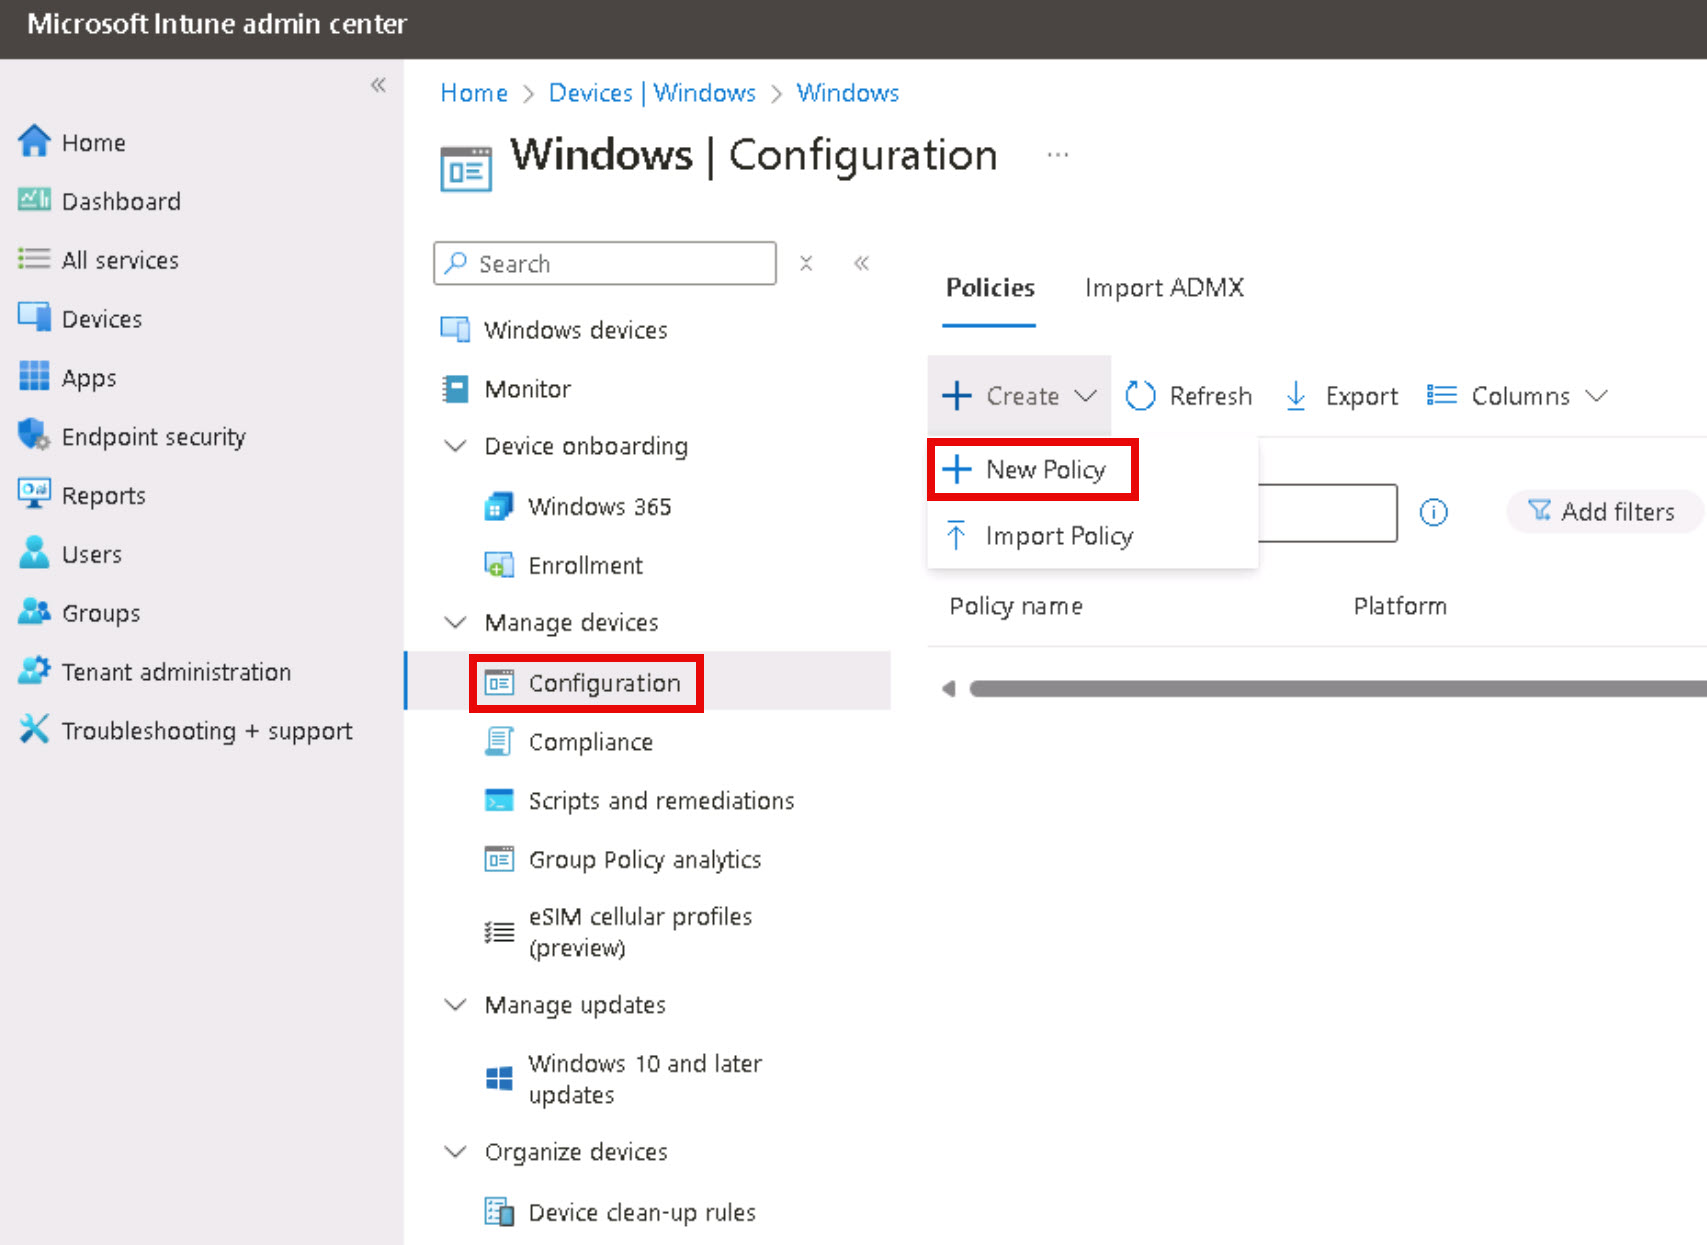 Microsoft Intune admin center
Home
Dashboard
All services
Devices
Apps
Endpoint security
Reports
Users
Groups
Tenant administration
Troubleshooting + support
Home > Devices | Windows > Windows
Windows | Configuration ...
Search
Windows devices
Monitor
Device onboarding
Windows 365
Enrollment
Manage devices
Configuration
Compliance
Scripts and remediations
Group Policy analytics
eSIM cellular profiles
(preview)
Manage updates
Windows 10 and later
updates
Organize devices
Device clean-up rules
Policies Import ADMX
Create Refresh Export Columns
New Policy
Import Policy
Add filters
Policy name Platform